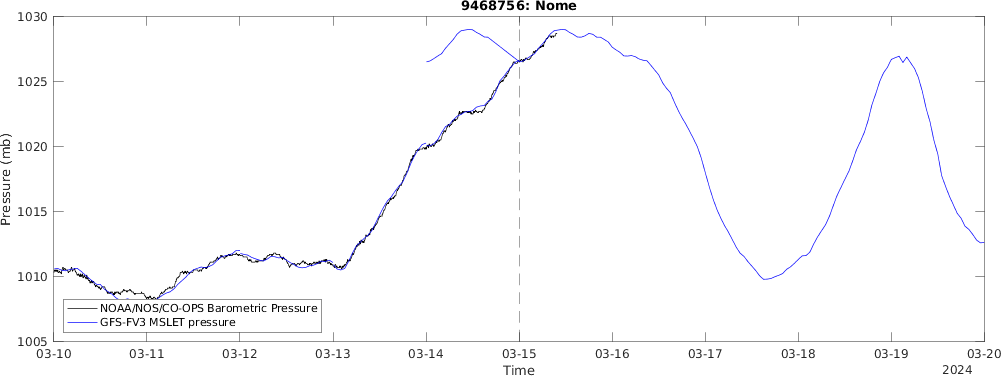 9468756: Nome
Pressure (mb)
1030
1025
1020
1015
1010
1005
NOAA/NOS/CO-OPS Barometric Pressure
GFS-FV3 MSLET pressure
03-10 03-11 03-12 03-13 03-14 03-15 03-16 03-17 03-18 03-19 03-20
Time
2024